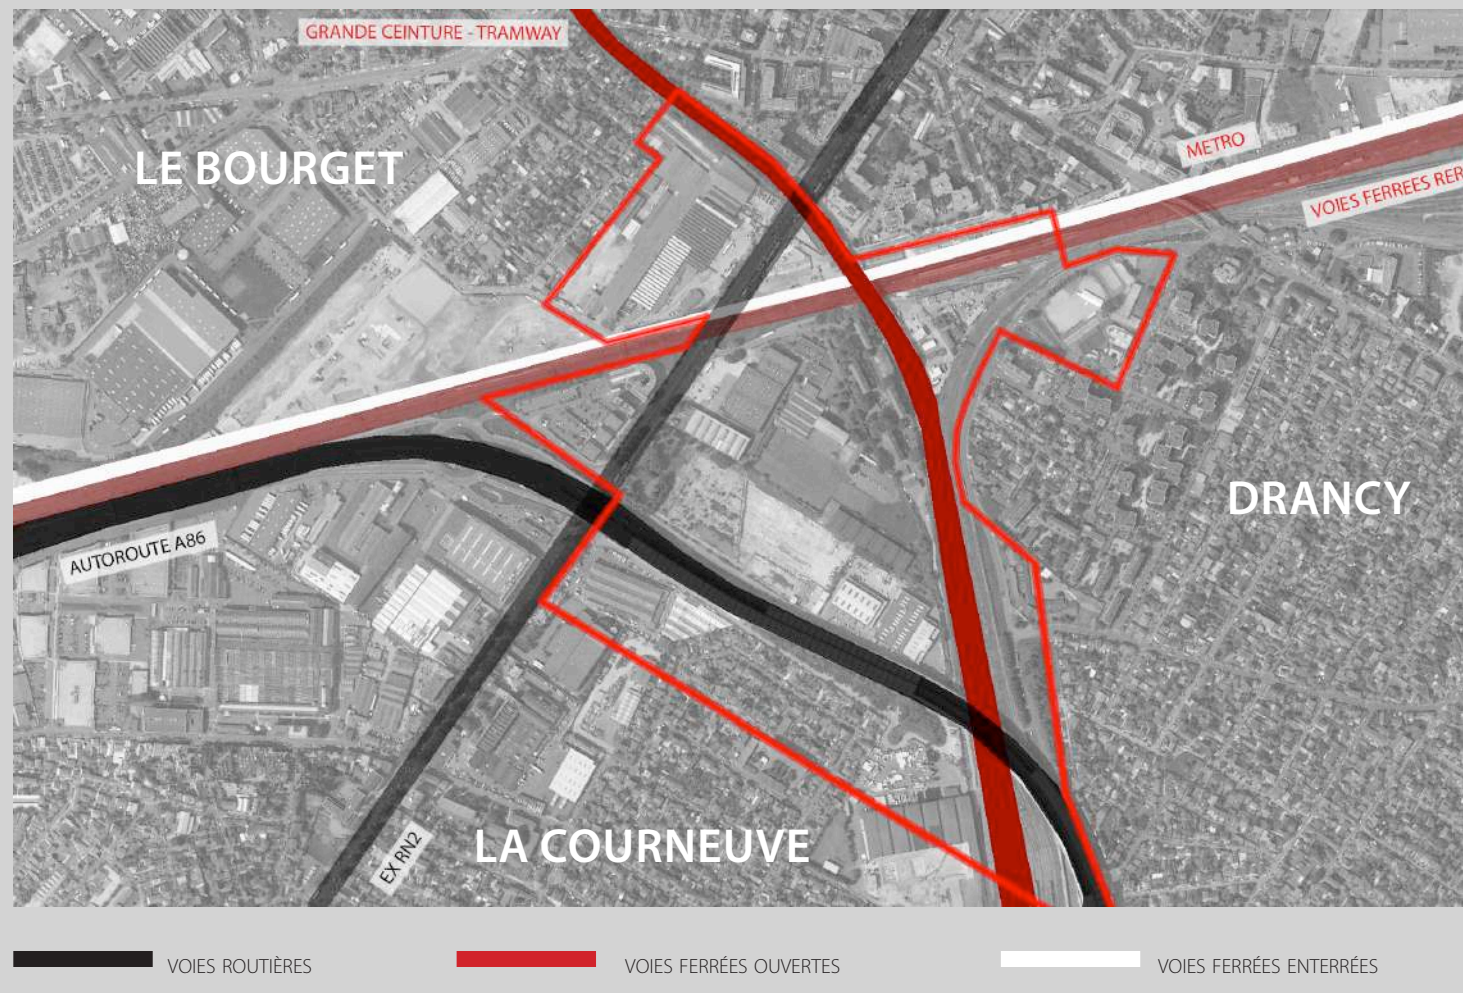 GRANDE CEINTURE - TRAMWAY
LE BOURGET
METRO
VOIES FERREES RER
DRANCY
AUTOROUTE A86
LA COURNEUVE
EX RN2
VOIES ROUTIÈRES
VOIES FERRÉES OUVERTES
VOIES FERRÉES ENTERRÉES